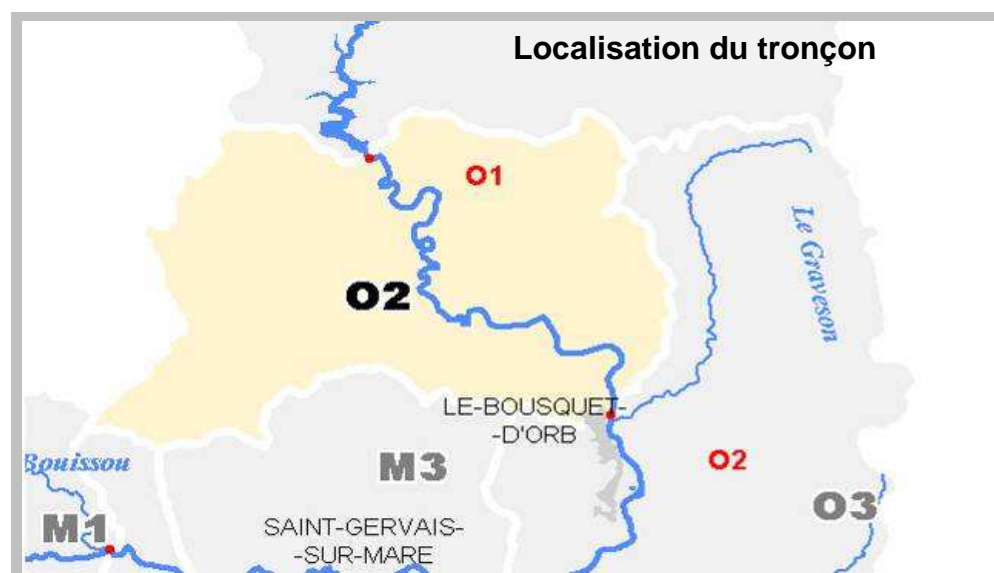 Localisation du tronçon
O1
Le Graveson
O2
LE-BOUSQUET-
-D'ORB
Bouissou
M3
O2
O3
M1
SAINT-GERVAIS-
-SUR-MARE